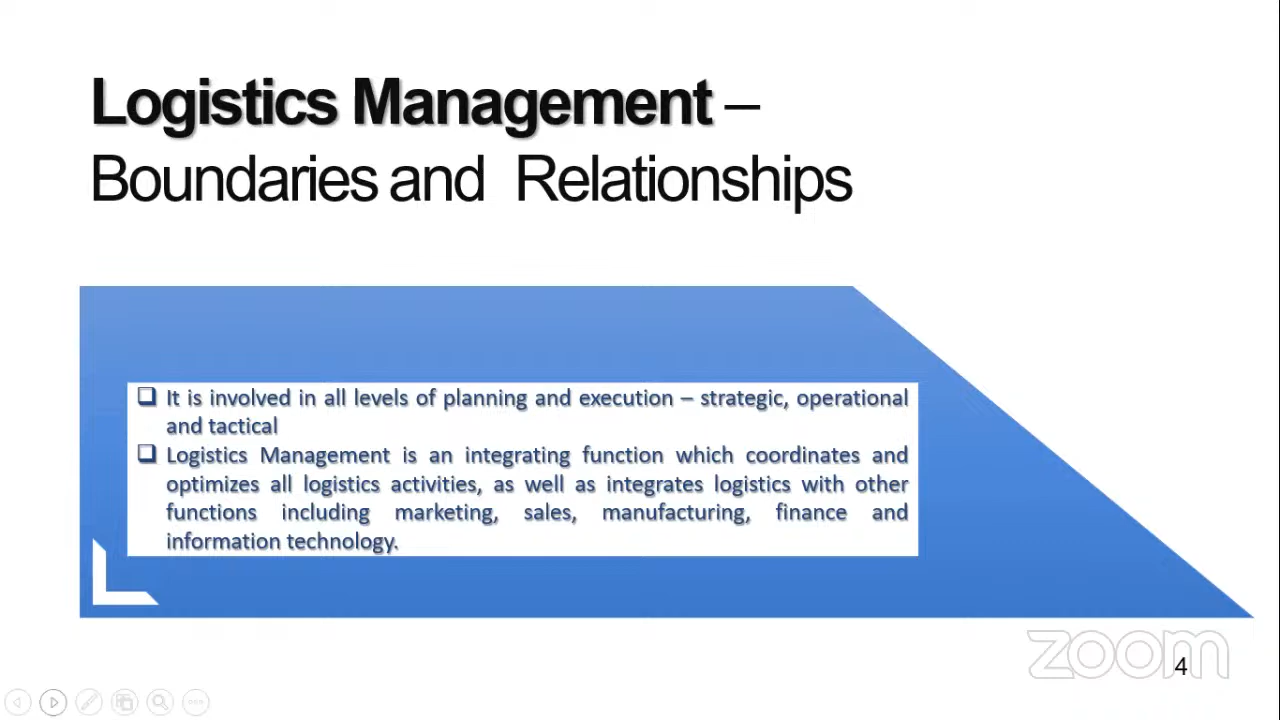 Logistics Management –
Boundaries and Relationships
❑ It is involved in all levels of planning and execution – strategic, operational
and tactical
❑ Logistics Management is an integrating function which coordinates and
optimizes all logistics activities, as well as integrates logistics with other
functions including marketing, sales, manufacturing, finance and
information technology.
zoom
4